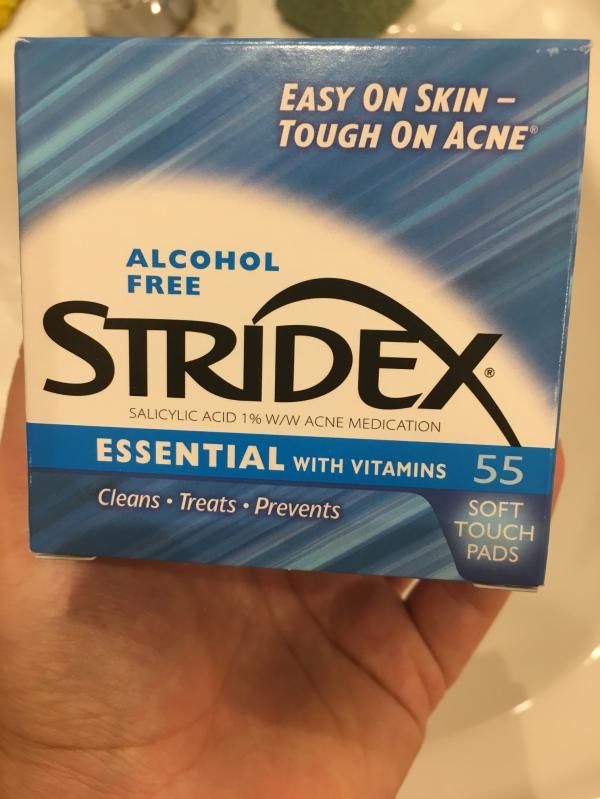 EASY ON SKIN –
TOUGH ON ACNE®
ALCOHOL
FREE
STRIDEX®
SALICYLIC ACID 1% W/W ACNE MEDICATION
ESSENTIAL WITH VITAMINS
Cleans • Treats • Prevents
55
SOFT
TOUCH
PADS